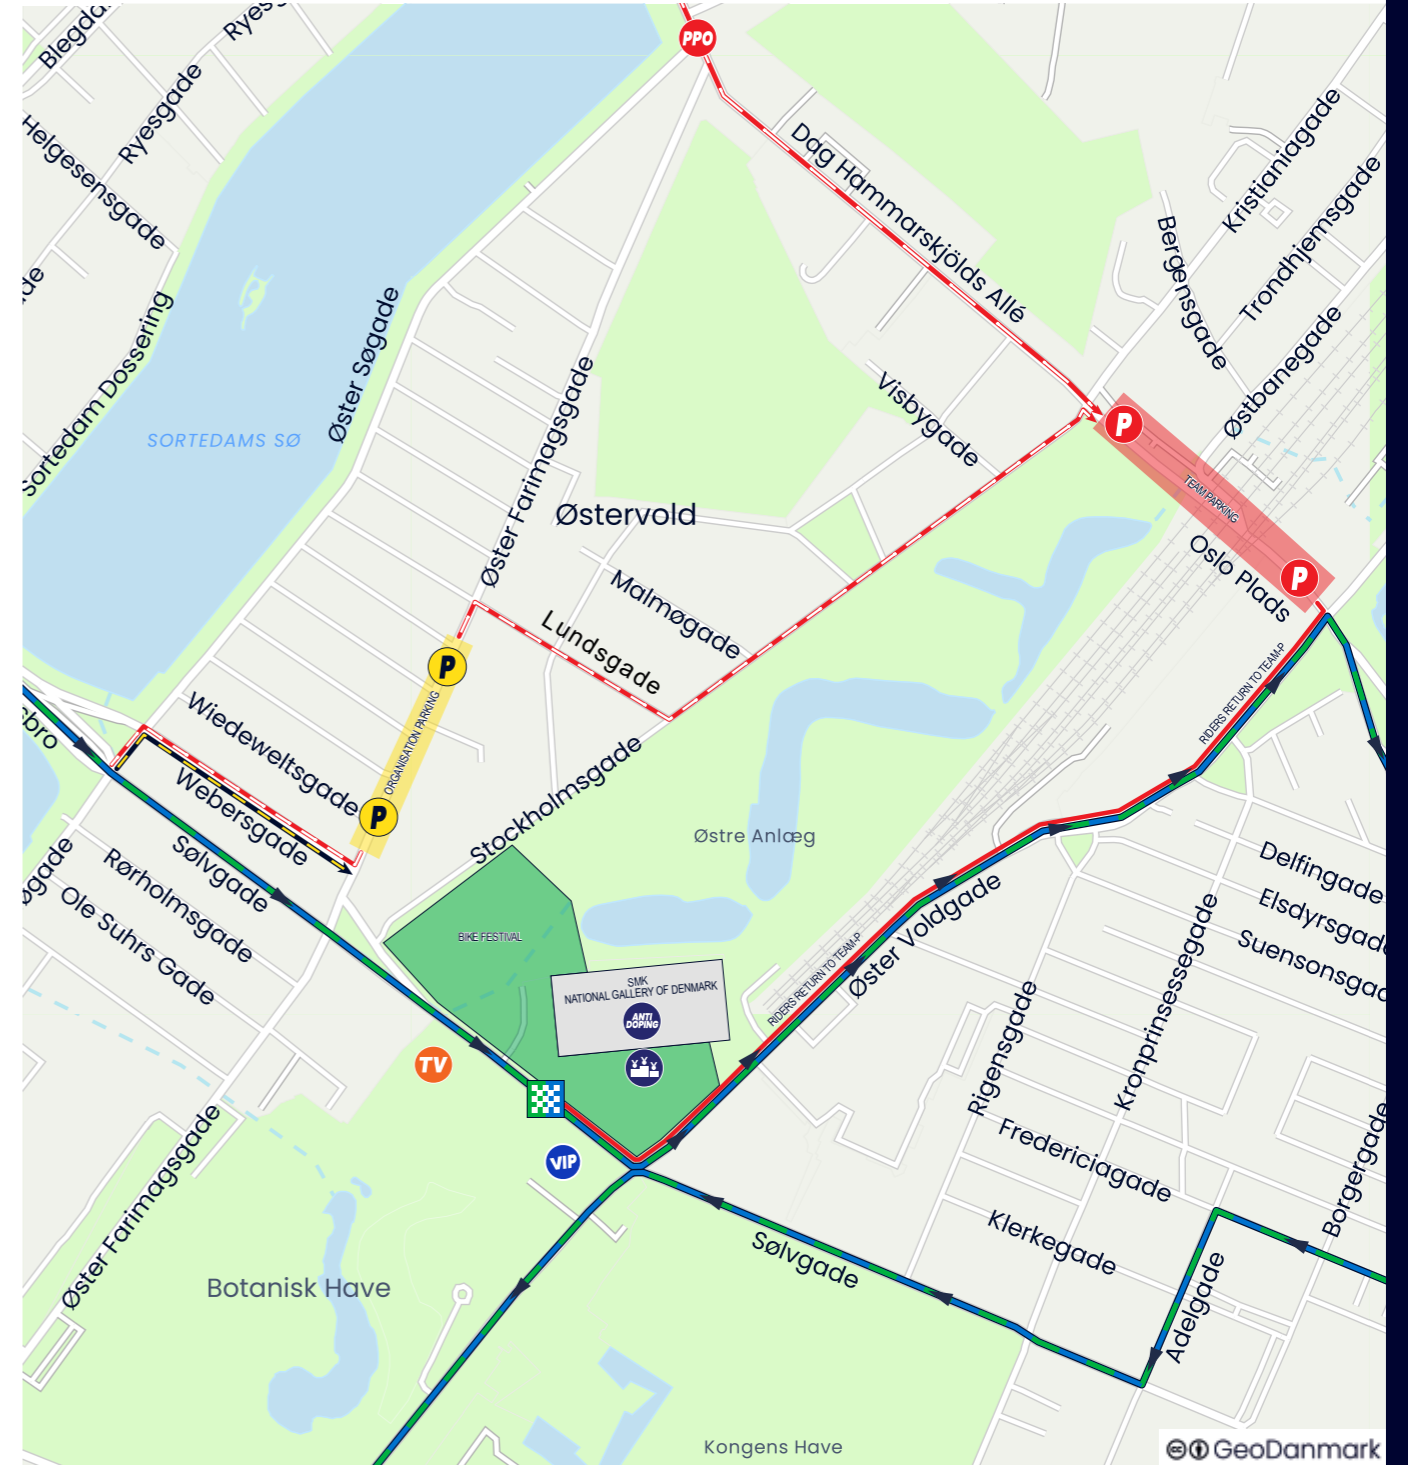 Blegda
Ryes
PPO
Ryesgade
Helgesensgade
Dag Hammarskjölds Allé
Kristianiagade
Trondhjemsgade
Bergensgade
de
Sortedam Dossering
Øster Søgade
Østbanegade
Øster Farimagsgade
Visbygade
SORTEDAMS SØ
P
TEAM PARKING
Østervold
Oslo Plads
P
Malmøgade
Lundsgade
P
ORGANISATION PARKING
RIDERS RETURN TO TEAM-P
sbro
Wiedeweltsgade
Webersgade
P
Stockholmsgade
Østre Anlæg
Sølvgade
øgade
Rørholmsgade
Ole Suhrs Gade
Delfingade
Elsdyrsgade
Suensonsgad
BIKE FESTIVAL
RIDERS RETURN TO TEAM-P
Øster Voldgade
Kronprinsessegade
SMK
NATIONAL GALLERY OF DENMARK
ANTI
DOPING
TV
Rigensgade
Øster Farimagsgade
VIP
Fredericiagade
Borgergade
Klerkegade
Sølvgade
Adelgade
Botanisk Have
Kongens Have
GeoDanmark